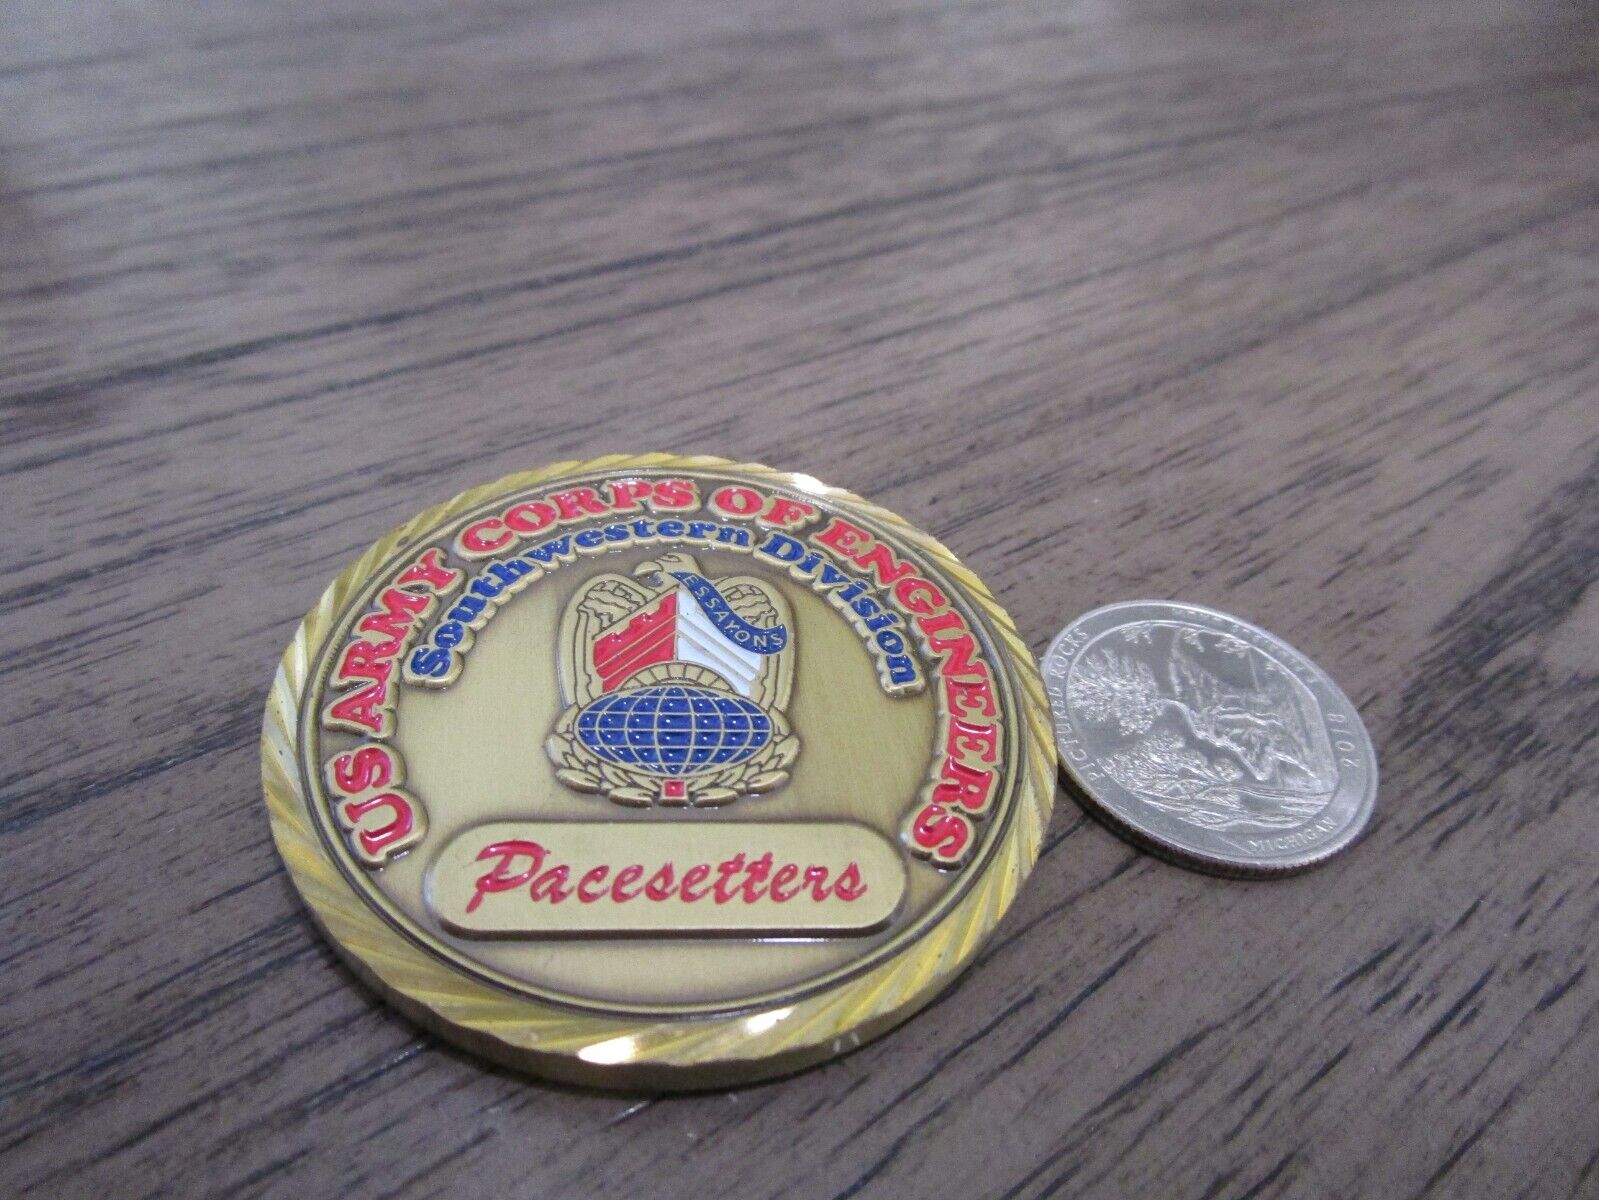 US ARMY CORPS OF ENGINEERS
SouthWestern Division
ESSAYONS
Pacesetters
PICTURED ROCKS
2018
MICHIGAN